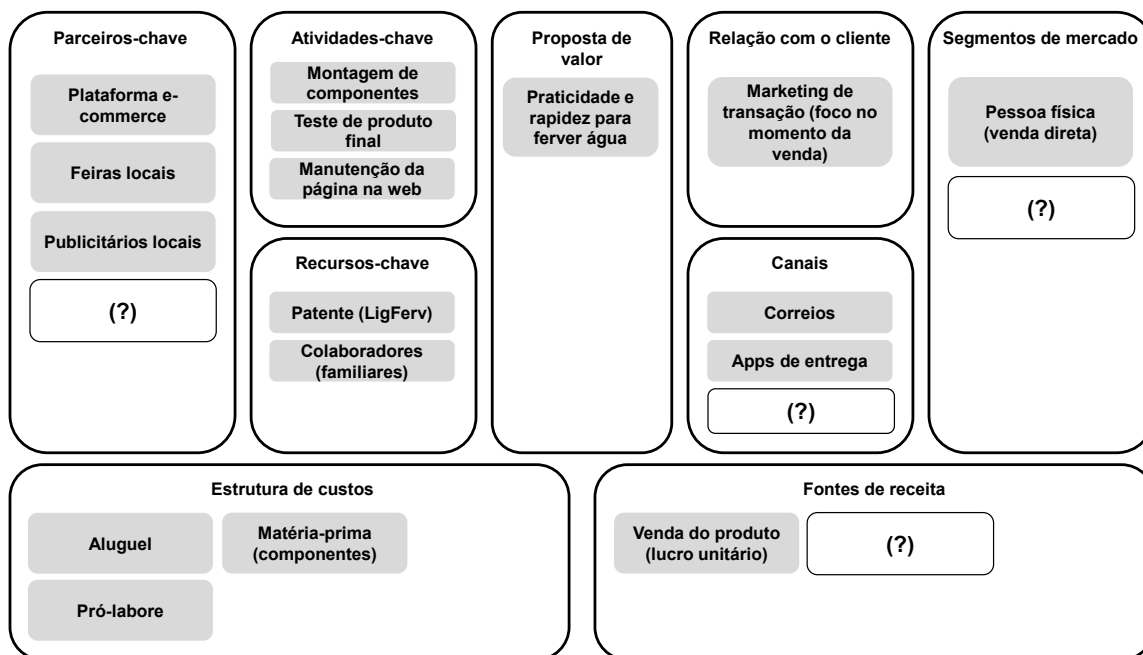 Parceiros-chave
Plataforma e-
commerce
Feiras locais
Publicitários locais
(?)
Atividades-chave
Montagem de
componentes
Teste de produto
final
Manutenção da
página na web
Recursos-chave
Patente (LigFerv)
Colaboradores
(familiares)
Proposta de
valor
Praticidade e
rapidez para
ferver água
Relação com o cliente
Marketing de
transação (foco no
momento da
venda)
Canais
Correios
Apps de entrega
(?)
Segmentos de mercado
Pessoa física
(venda direta)
(?)
Estrutura de custos
Aluguel
Matéria-prima
(componentes)
Pró-labore
Fontes de receita
Venda do produto
(lucro unitário)
(?)